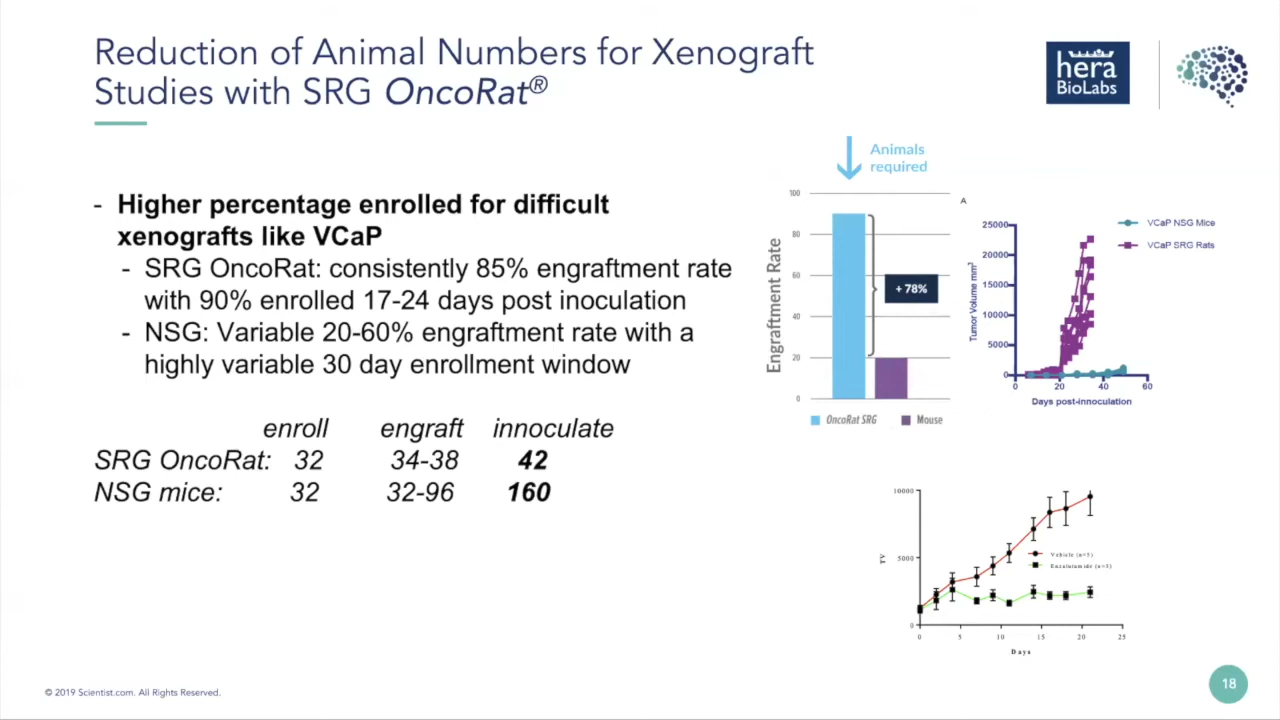 Reduction of Animal Numbers for Xenograft
Studies with SRG OncoRat®
hera
BioLabs
- Higher percentage enrolled for difficult
xenografts like VCaP
- SRG OncoRat: consistently 85% engraftment rate
with 90% enrolled 17-24 days post inoculation
- NSG: Variable 20-60% engraftment rate with a
highly variable 30 day enrollment window
enroll engraft innoculate
SRG OncoRat: 32 34-38 42
NSG mice: 32 32-96 160
Animals
required
Engraftment Rate
100
80
60
40
20
0
+ 78%
OncoRat SRG Mouse
A
Tumor Volume mm³
25000
20000
15000
10000
5000
0
0 20 40 60
Days post-innoculation
VCaP NSG Mice
VCaP SRG Rats
TV
10000
5000
0
0 5 10 15 20 25
Days
Vehicle (n=5)
Enzalutamide (n=5)
© 2019 Scientist.com. All Rights Reserved.
18